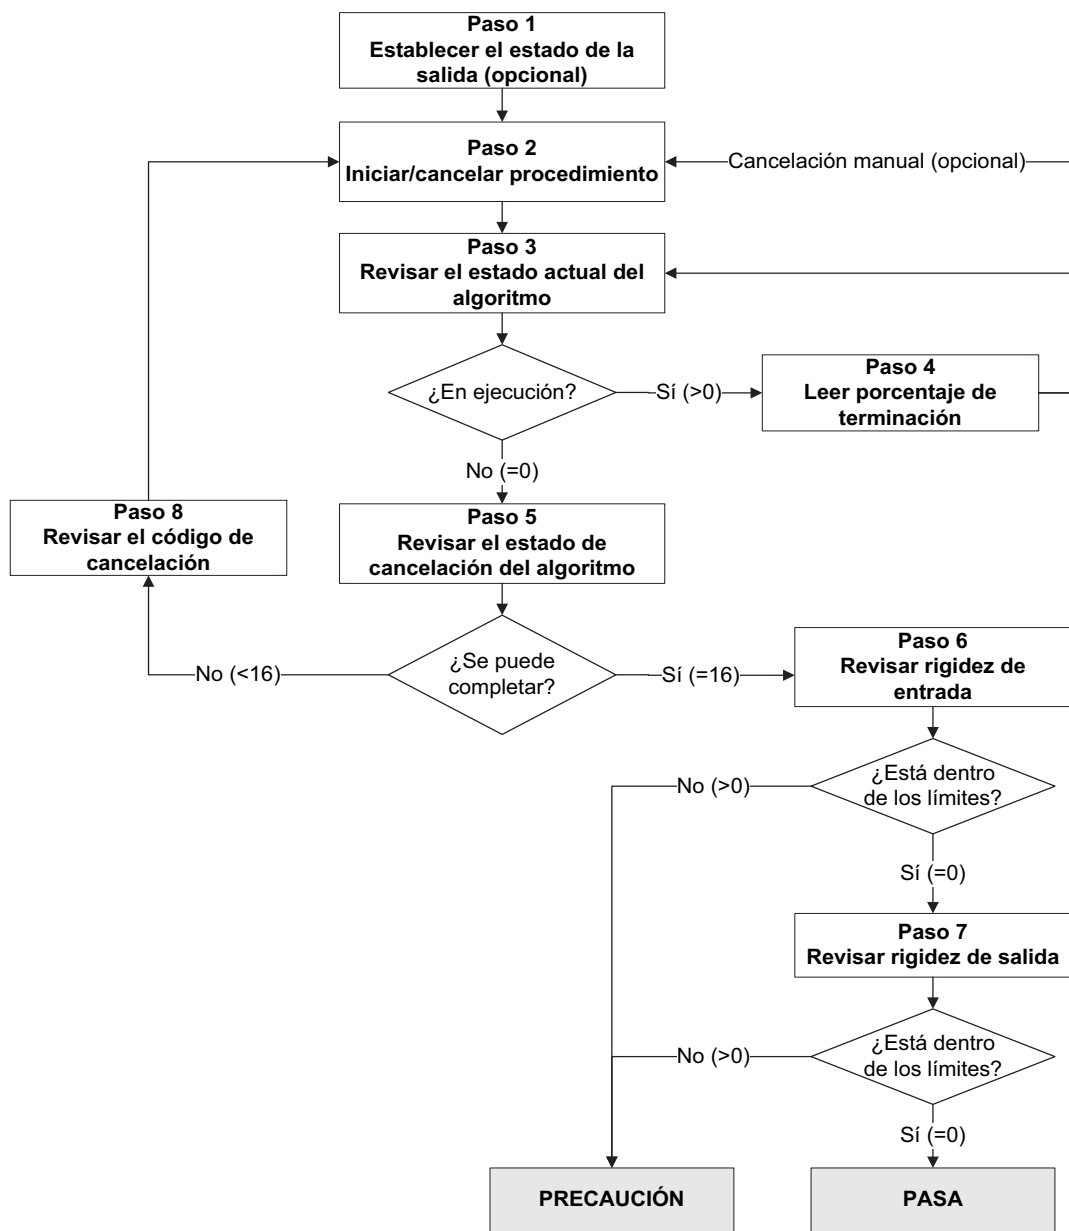 Paso 1
Establecer el estado de la
salida (opcional)
Paso 2
Iniciar/cancelar procedimiento
Cancelación manual (opcional)
Paso 3
Revisar el estado actual del
algoritmo
¿En ejecución?
Sí (>0)
Paso 4
Leer porcentaje de
terminación
No (=0)
Paso 8
Revisar el código de
cancelación
Paso 5
Revisar el estado de
cancelación del algoritmo
¿Se puede
completar?
No (<16)
Sí (=16)
Paso 6
Revisar rigidez de
entrada
¿Está dentro
de los límites?
No (>0)
Sí (=0)
Paso 7
Revisar rigidez de salida
¿Está dentro
de los límites?
No (>0)
Sí (=0)
PRECAUCIÓN
PASA